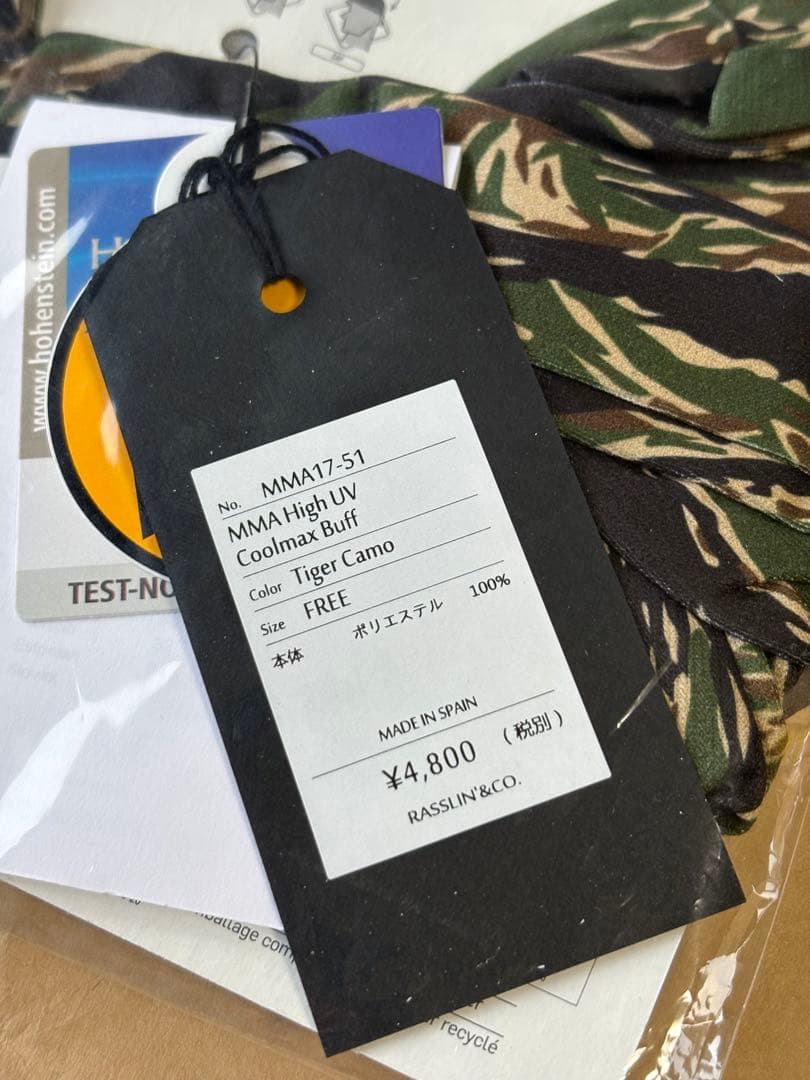 www.hohenstein.com
TEST-NO
No. MMA17-51
MMA High UV
Coolmax Buff
Color Tiger Camo
Size FREE
本体 ポリエステル 100%
MADE IN SPAIN
¥4,800 (税別)
RASSLIN'&CO.
recyclé